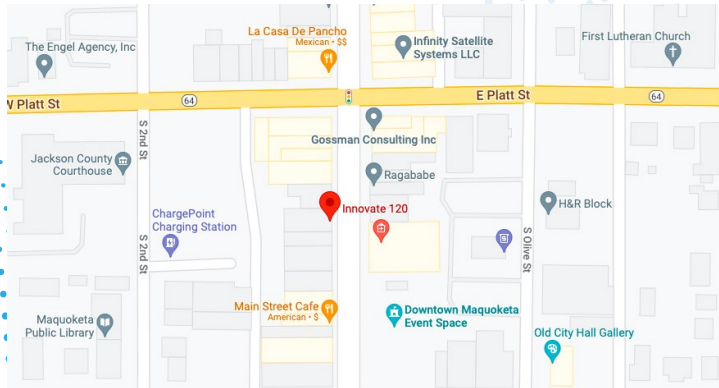 La Casa De Pancho
Mexican • $$
The Engel Agency, Inc
Infinity Satellite
Systems LLC
First Lutheran Church
W Platt St
64
E Platt St
64
S 2nd St
Gossman Consulting Inc
Jackson County
Courthouse
Ragababe
Innovate 120
H&R Block
ChargePoint
Charging Station
S 2nd St
S Olive St
Main Street Cafe
American • $
Downtown Maquoketa
Event Space
Maquoketa
Public Library
Old City Hall Gallery